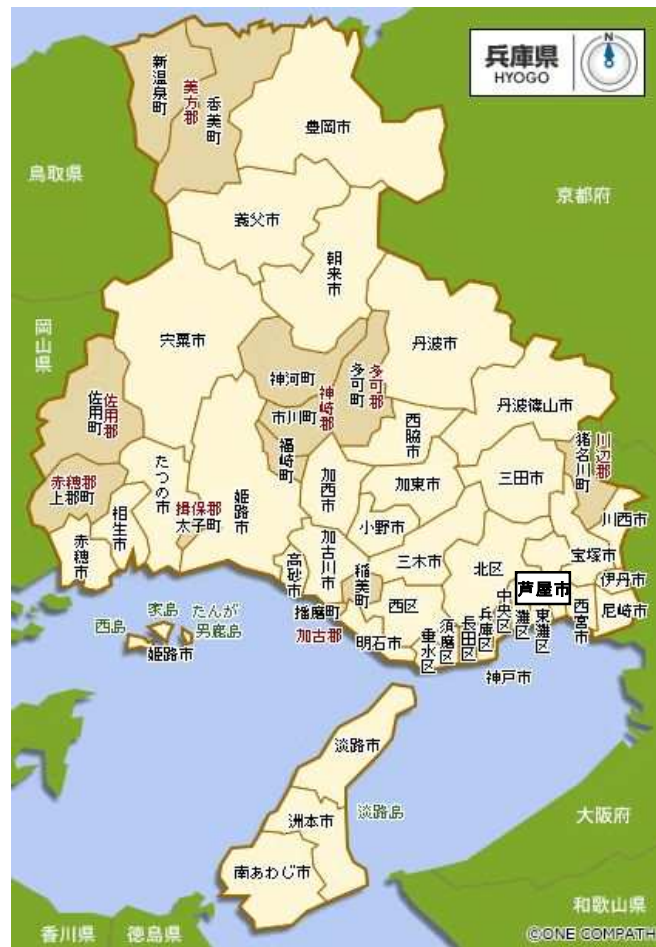 兵庫県
HYOGO
N
新温泉町
美方郡
香美町
豊岡市
鳥取県
京都府
養父市
朝来市
岡山県
宍粟市
丹波市
神河町
多可町
多可郡
佐用町
佐用郡
市川町
神崎郡
福崎町
西脇市
丹波篠山市
猪名川町
川辺郡
赤穂郡
上郡町
たつの市
姫路市
加西市
加東市
三田市
川西市
相生市
揖保郡
太子町
小野市
赤穂市
高砂市
加古川市
三木市
北区
宝塚市
伊丹市
稲美町
芦屋市
西島
家島
たんが
男鹿島
姫路市
播磨町
加古郡
西区
明石市
垂水区
須磨区
長田区
兵庫区
中央区
灘区
東灘区
西宮市
尼崎市
神戸市
淡路市
淡路島
洲本市
南あわじ市
大阪府
和歌山県
香川県
徳島県
©ONE COMPATH